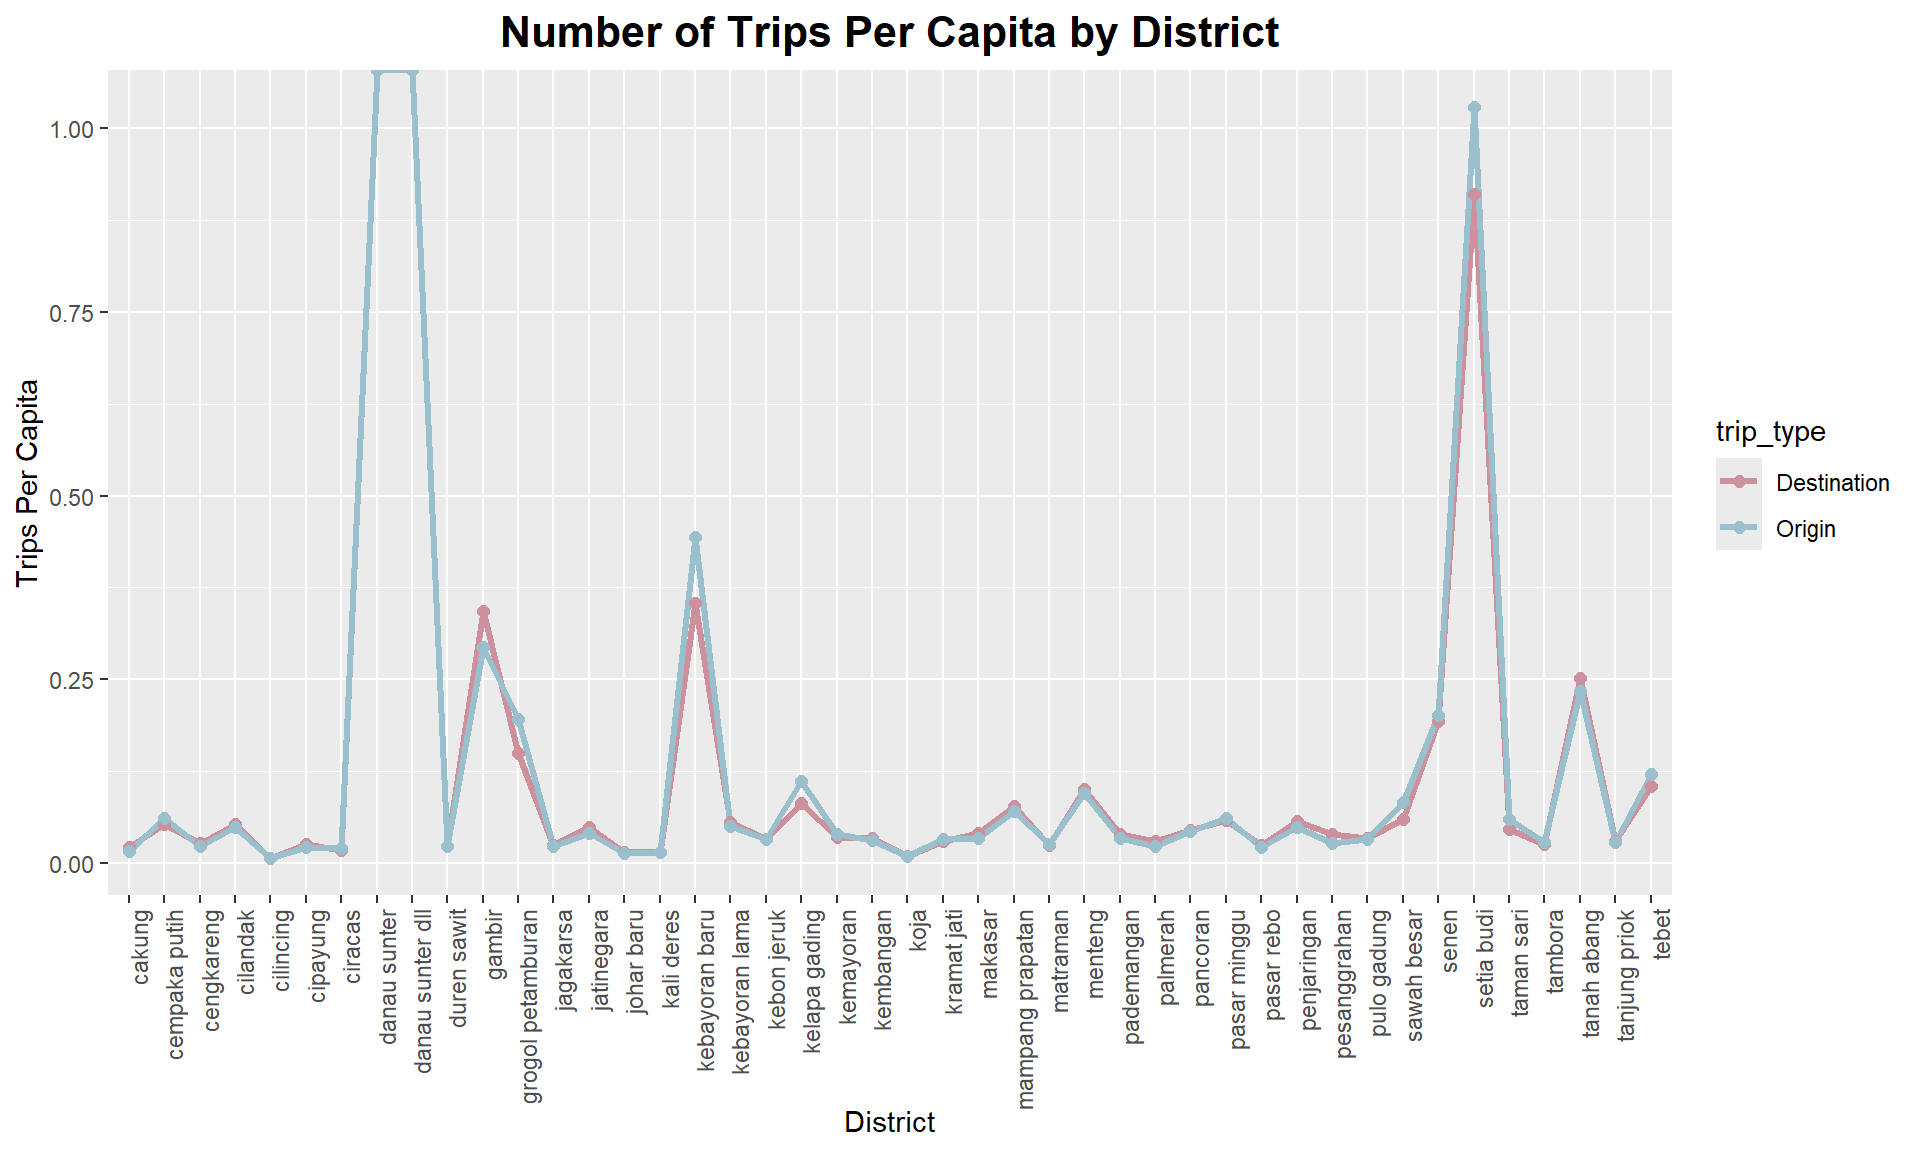 Number of Trips Per Capita by District
Trips Per Capita
1.00
0.75
0.50
0.25
0.00
cakung
cempaka putih
cengkareng
cilandak
cilincing
cipayung
ciracas
danau sunter
danau sunter dll
duren sawit
gambir
grogol petamburan
jagakarsa
jatinegara
johar baru
kali deres
kebayoran baru
kebayoran lama
kebon jeruk
kelapa gading
kemayoran
kembangan
koja
kramat jati
makasar
mampang prapatan
matraman
menteng
pademangan
palmerah
pancoran
pasar minggu
pasar rebo
penjaringan
pesanggrahan
pulo gadung
sawah besar
senen
setia budi
taman sari
tambora
tanah abang
tanjung priok
tebet
District
trip_type
Destination
Origin